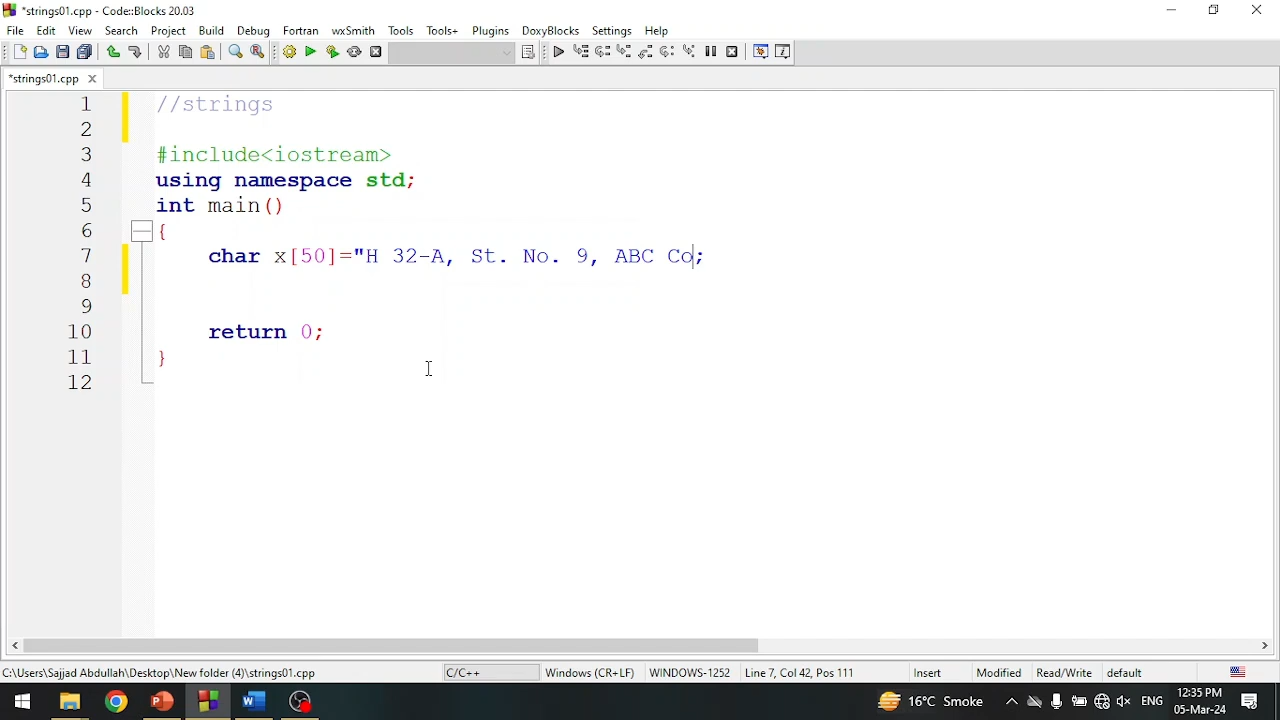 *strings01.cpp - Code::Blocks 20.03
File Edit View Search Project Build Debug Fortran wxSmith Tools Tools+ Plugins DoxyBlocks Settings Help
*strings01.cpp
1 //strings
2
3 #include<iostream>
4 using namespace std;
5 int main()
6 {
7 char x[50]="H 32-A, St. No. 9, ABC Co;
8
9
10 return 0;
11 }
12
C:\Users\Sajjad Abdullah\Desktop\New folder (4)\strings01.cpp C/C++ Windows (CR+LF) WINDOWS-1252 Line 7, Col 42, Pos 111 Insert Modified Read/Write default
16°C Smoke ENG 12:35 PM
05-Mar-24